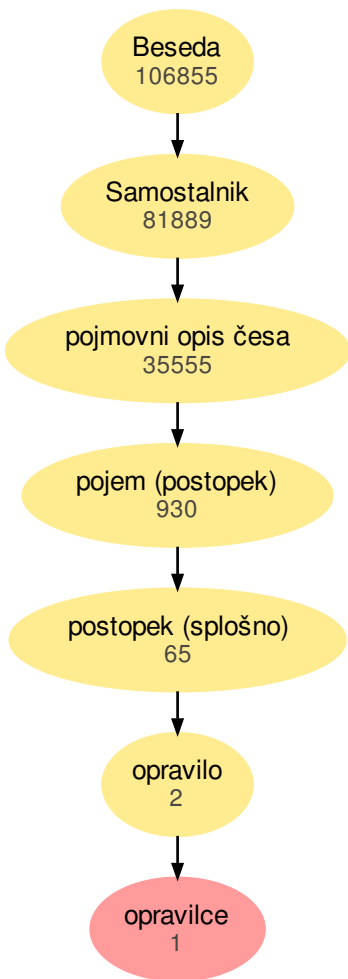 Beseda
106855
Samostalnik
81889
pojmovni opis česa
35555
pojem (postopek)
930
postopek (splošno)
65
opravilo
2
opravilce
1